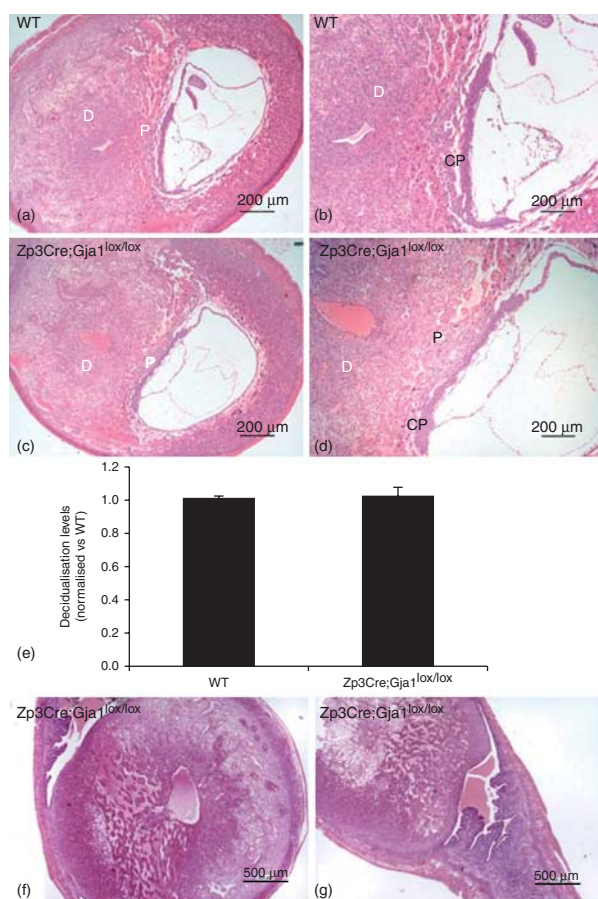 WT
D
P
200 μm
(a)
WT
D
P
CP
200 μm
(b)
Zp3Cre;Gja1lox/lox
P
D
200 μm
(c)
Zp3Cre;Gja1lox/lox
P
D
CP
200 μm
(d)
Decidualisation levels
(normalised vs WT)
1.2
1.0
0.8
0.6
0.4
0.2
0.0
WT
Zp3Cre;Gja1lox/lox
(e)
Zp3Cre;Gja1lox/lox
500 μm
(f)
Zp3Cre;Gja1lox/lox
500 μm
(g)